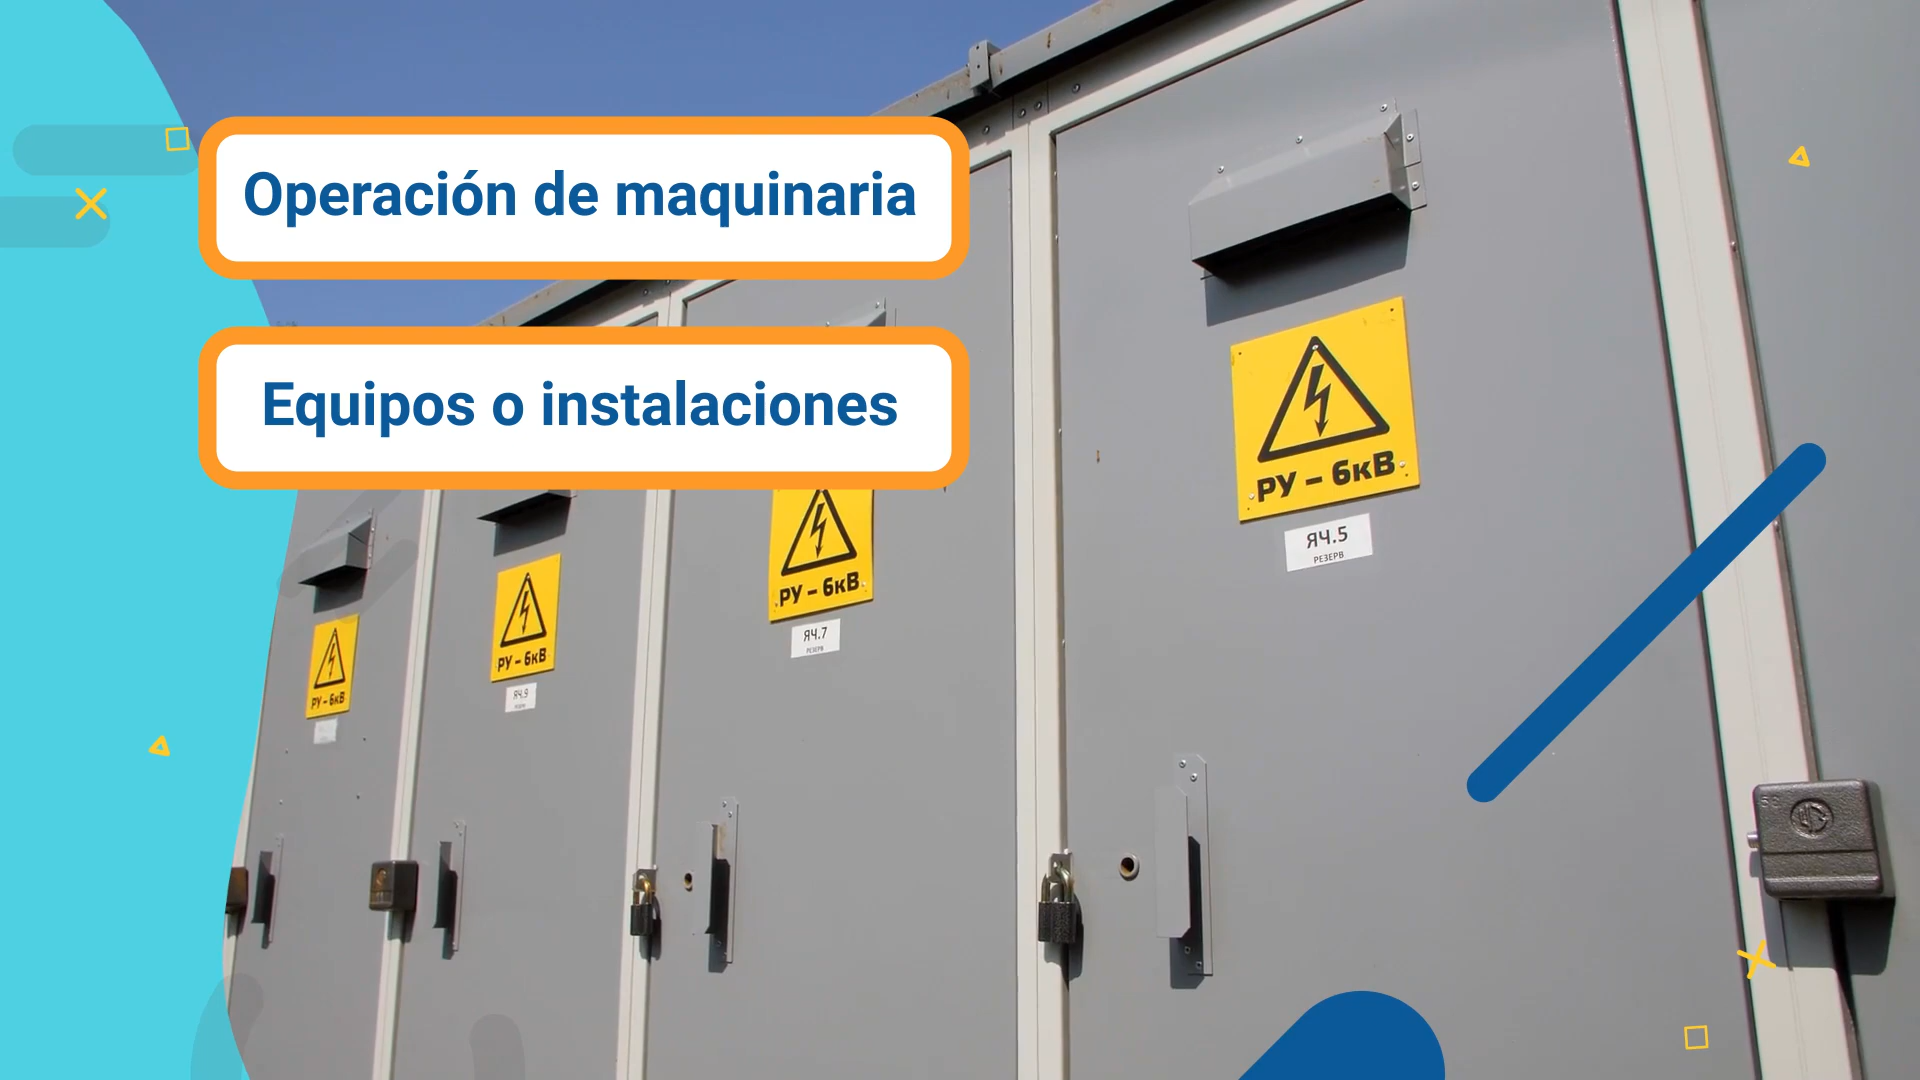 Operación de maquinaria
Equipos o instalaciones
РУ – 6кВ
ЯЧ.5
РЕЗЕРВ
РУ – 6кВ
ЯЧ.7
РЕЗЕРВ
РУ – 6кВ
ЯЧ.9
РУ – 6кВ